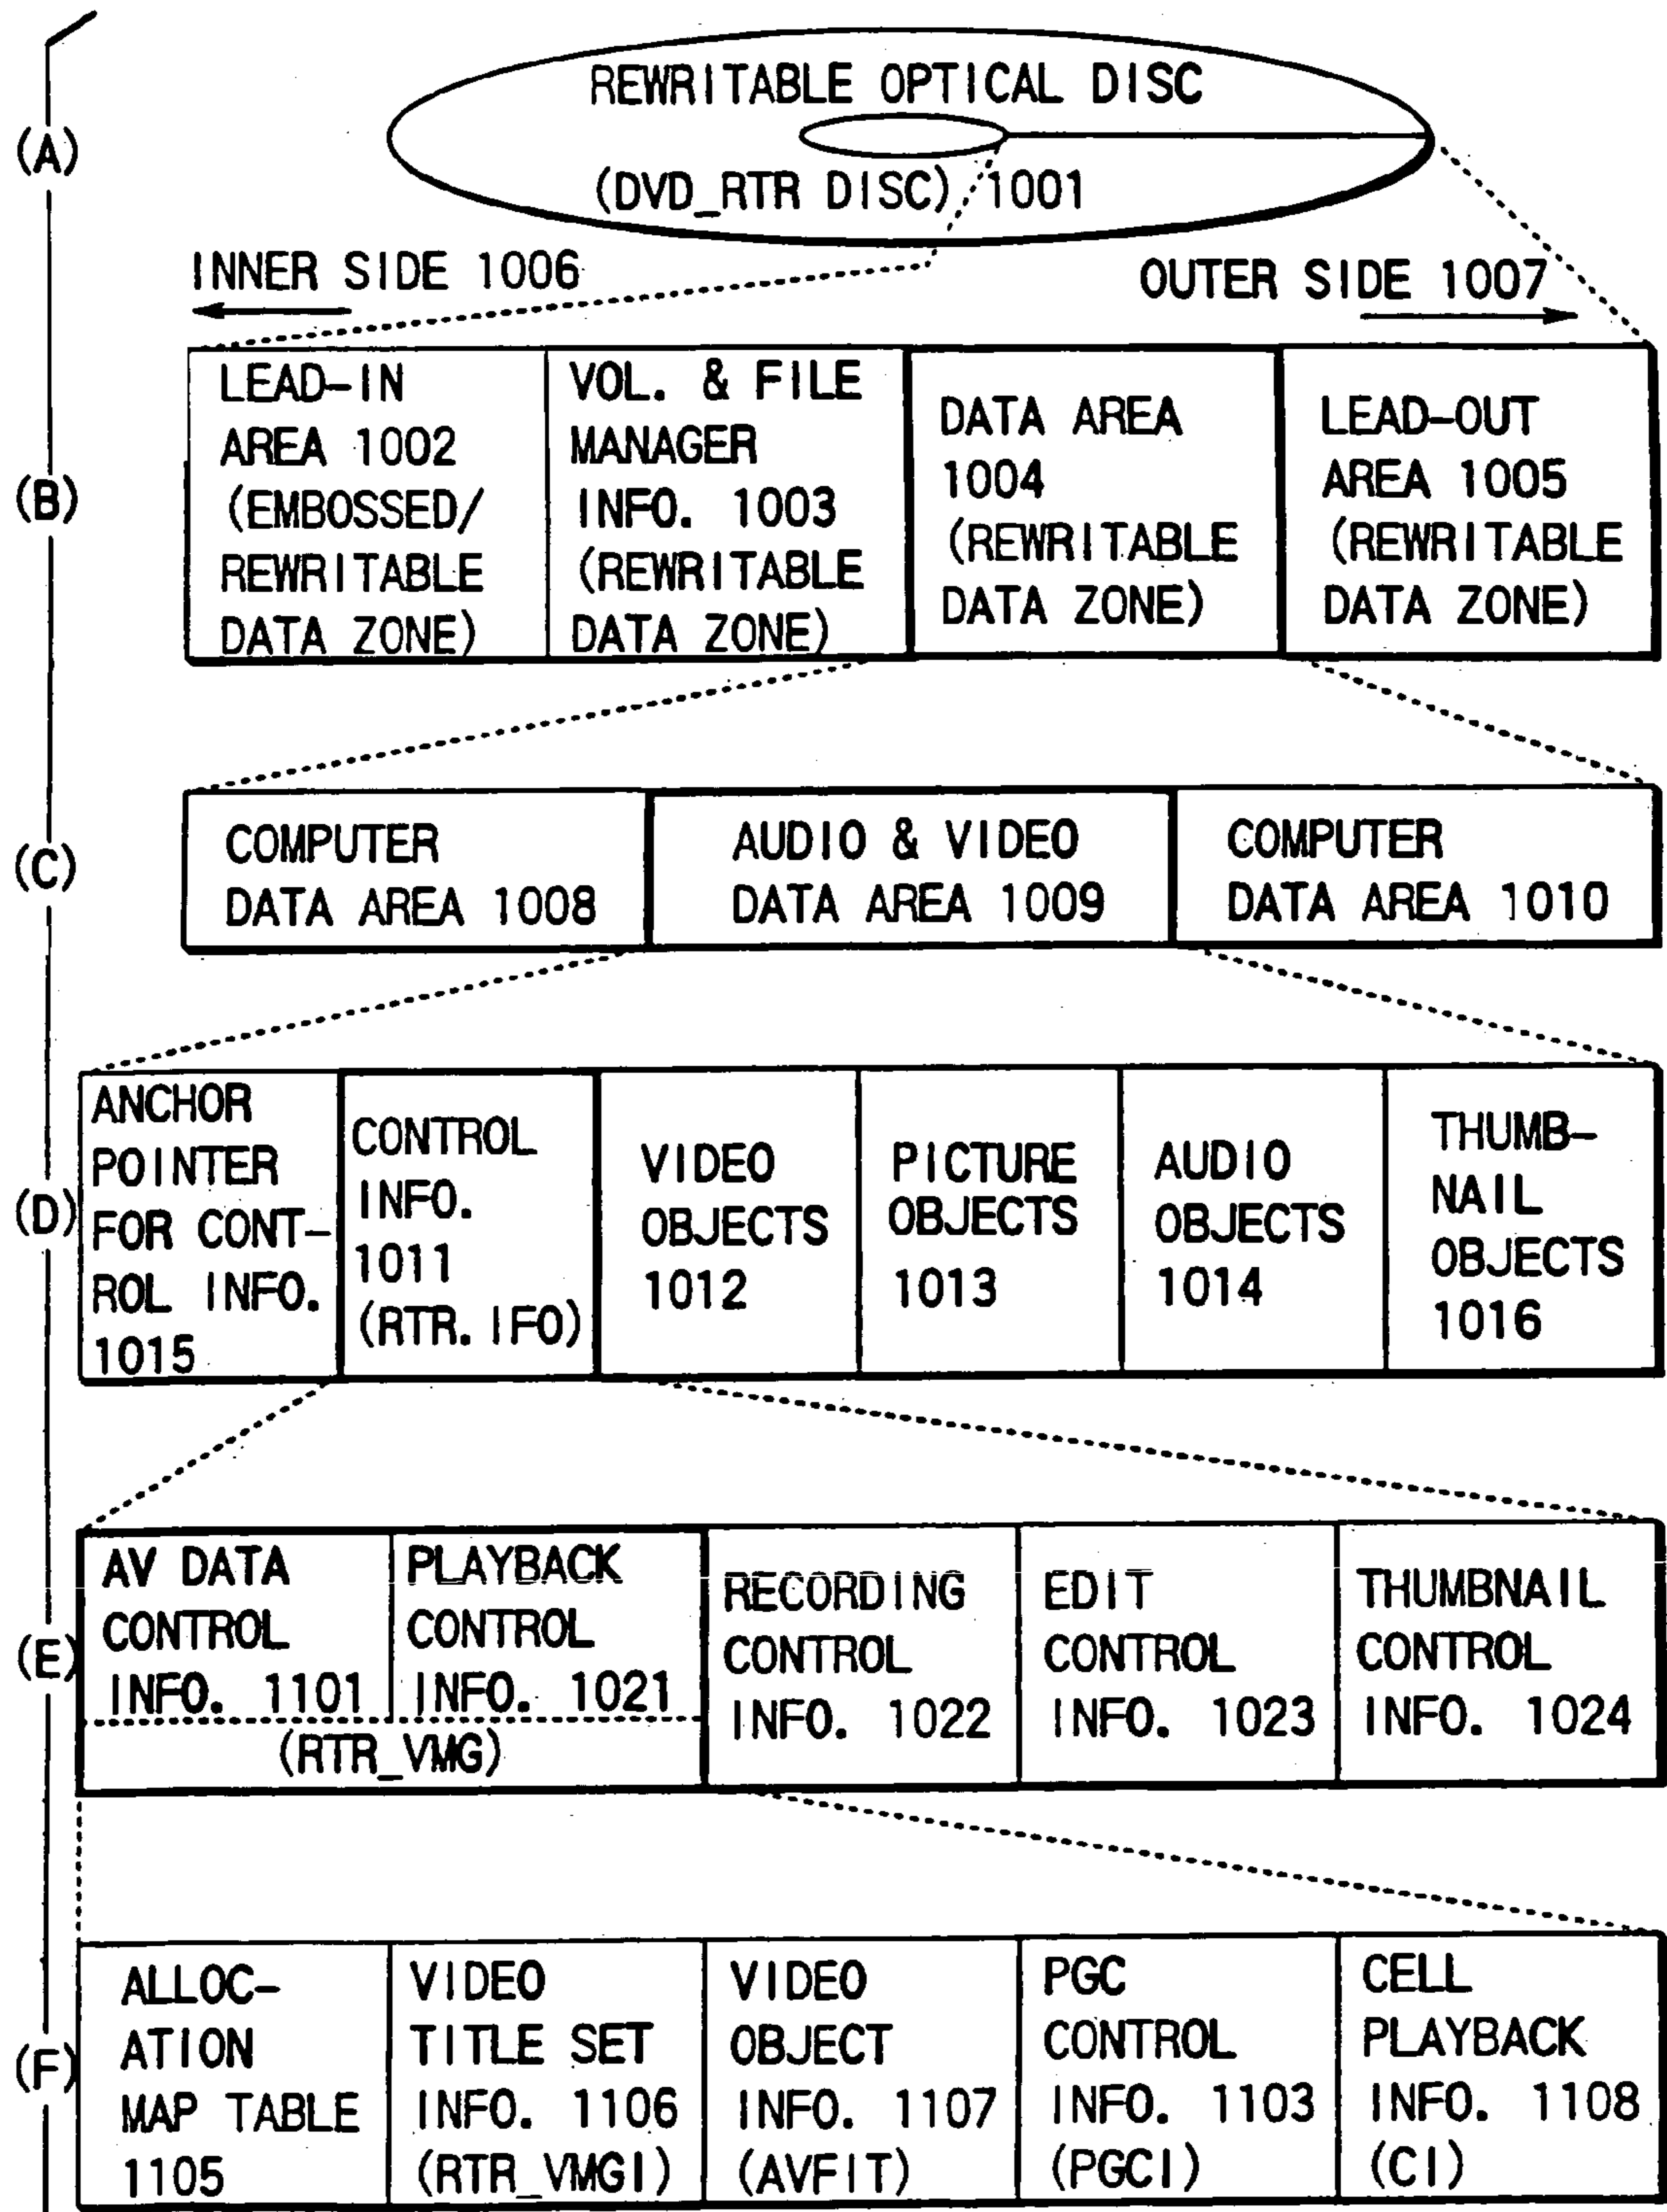 (A)
REWRITABLE OPTICAL DISC
(DVD_RTR DISC) 1001
INNER SIDE 1006
OUTER SIDE 1007
(B)
LEAD-IN
AREA 1002
(EMBOSSED/
REWRITABLE
DATA ZONE)
VOL. & FILE
MANAGER
INFO. 1003
(REWRITABLE
DATA ZONE)
DATA AREA
1004
(REWRITABLE
DATA ZONE)
LEAD-OUT
AREA 1005
(REWRITABLE
DATA ZONE)
(C)
COMPUTER
DATA AREA 1008
AUDIO & VIDEO
DATA AREA 1009
COMPUTER
DATA AREA 1010
(D)
ANCHOR
POINTER
FOR CONT-
ROL INFO.
1015
CONTROL
INFO.
1011
(RTR. IFO)
VIDEO
OBJECTS
1012
PICTURE
OBJECTS
1013
AUDIO
OBJECTS
1014
THUMB-
NAIL
OBJECTS
1016
(E)
AV DATA
CONTROL
INFO. 1101
PLAYBACK
CONTROL
INFO. 1021
(RTR_VMG)
RECORDING
CONTROL
INFO. 1022
EDIT
CONTROL
INFO. 1023
THUMBNAIL
CONTROL
INFO. 1024
(F)
ALLOC-
ATION
MAP TABLE
1105
VIDEO
TITLE SET
INFO. 1106
(RTR_VMGI)
VIDEO
OBJECT
INFO. 1107
(AVFIT)
PGC
CONTROL
INFO. 1103
(PGCI)
CELL
PLAYBACK
INFO. 1108
(CI)